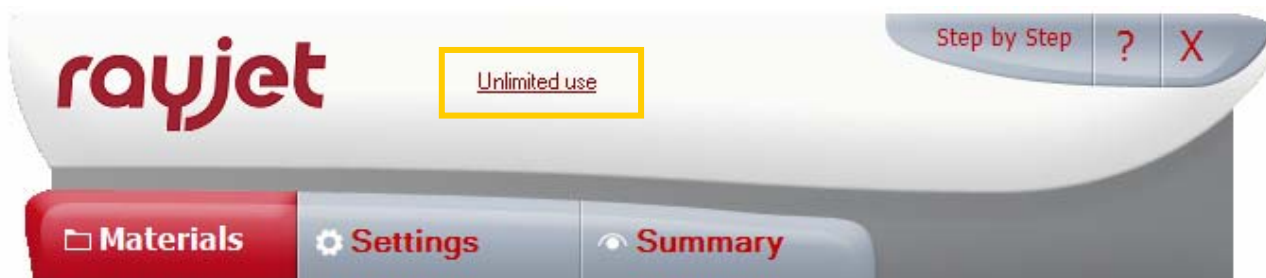 rayjet
Unlimited use
Step by Step
?
X
Materials
Settings
Summary